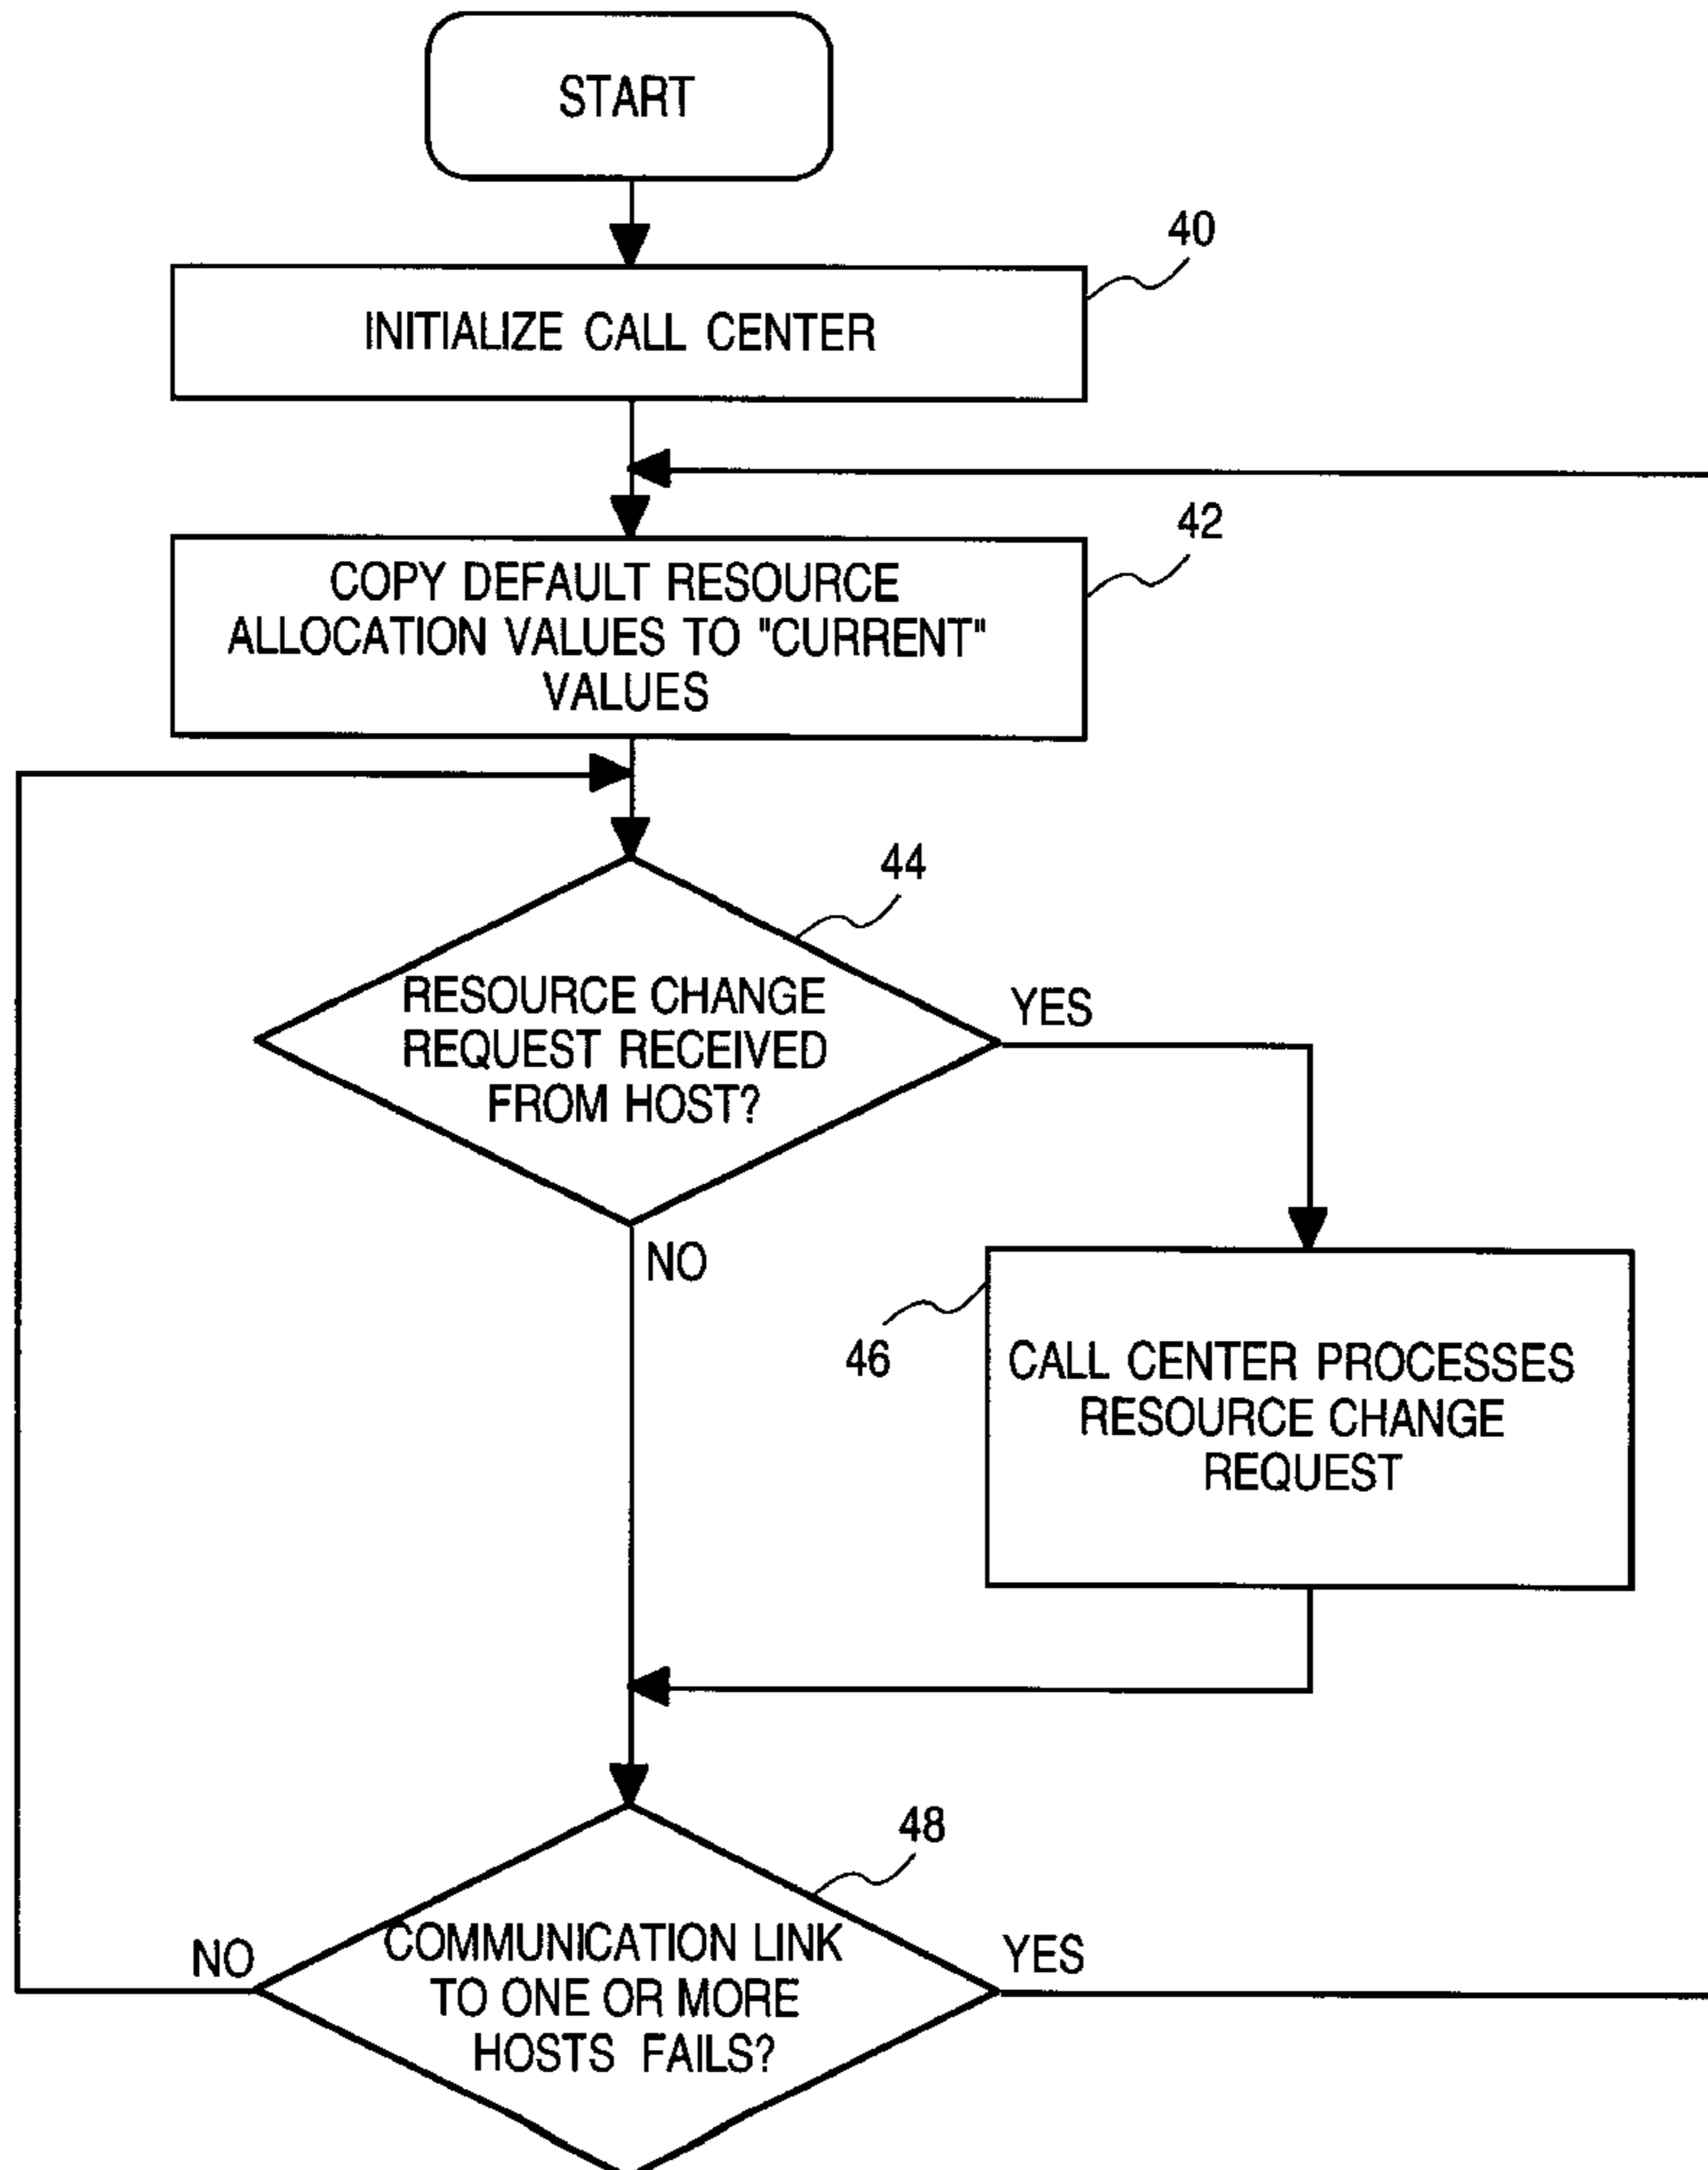 START
40
INITIALIZE CALL CENTER
42
COPY DEFAULT RESOURCE
ALLOCATION VALUES TO "CURRENT"
VALUES
44
RESOURCE CHANGE
REQUEST RECEIVED
FROM HOST?
YES
NO
46
CALL CENTER PROCESSES
RESOURCE CHANGE
REQUEST
48
COMMUNICATION LINK
TO ONE OR MORE
HOSTS FAILS?
NO
YES